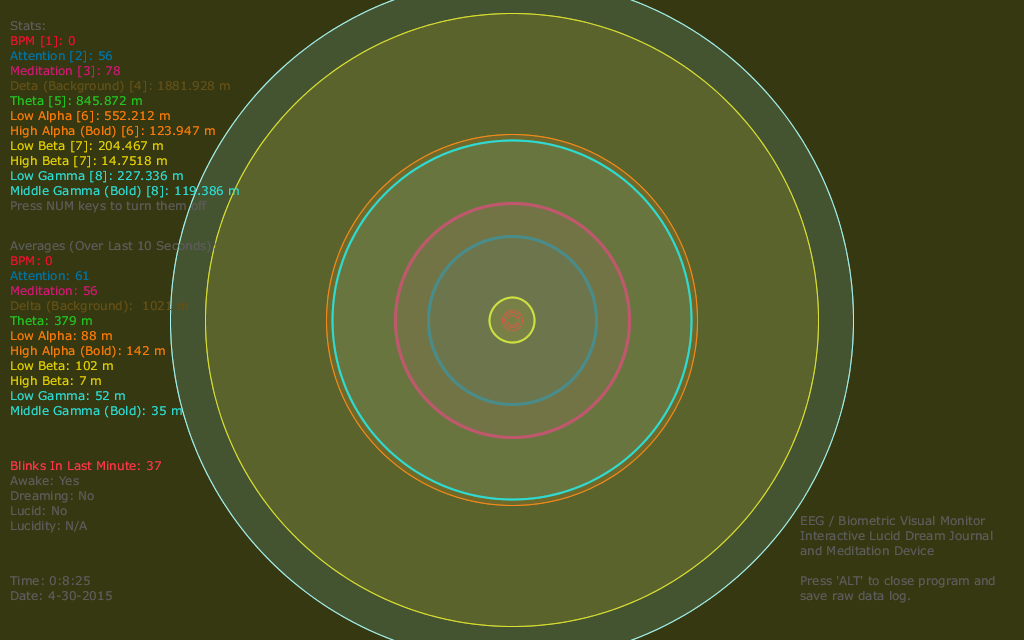 Stats:
BPM [1]: 0
Attention [2]: 56
Meditation [3]: 78
Deta (Background) [4]: 1881.928 m
Theta [5]: 845.872 m
Low Alpha [6]: 552.212 m
High Alpha (Bold) [6]: 123.947 m
Low Beta [7]: 204.467 m
High Beta [7]: 14.7518 m
Low Gamma [8]: 227.336 m
Middle Gamma (Bold) [8]: 119.386 m
Press NUM keys to turn them off
Averages (Over Last 10 Seconds)
BPM: 0
Attention: 61
Meditation: 56
Delta (Background): 1021 m
Theta: 379 m
Low Alpha: 88 m
High Alpha (Bold): 142 m
Low Beta: 102 m
High Beta: 7 m
Low Gamma: 52 m
Middle Gamma (Bold): 35 m
Blinks In Last Minute: 37
Awake: Yes
Dreaming: No
Lucid: No
Lucidity: N/A
Time: 0:8:25
Date: 4-30-2015
EEG / Biometric Visual Monitor
Interactive Lucid Dream Journal
and Meditation Device
Press 'ALT' to close program and
save raw data log.